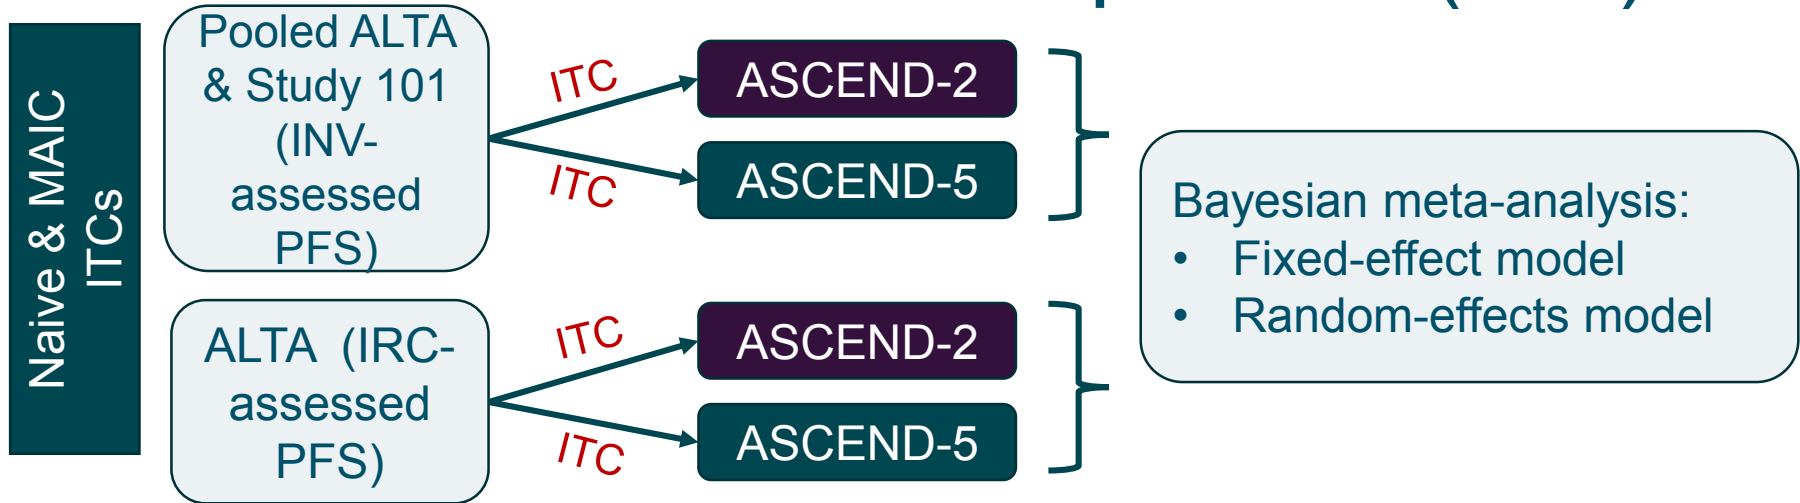 Naive & MAIC
ITCs
Pooled ALTA
& Study 101
(INV-
assessed
PFS)
ITC
ITC
ASCEND-2
ASCEND-5
ALTA (IRC-
assessed
PFS)
ITC
ITC
ASCEND-2
ASCEND-5
Bayesian meta-analysis:
• Fixed-effect model
• Random-effects model